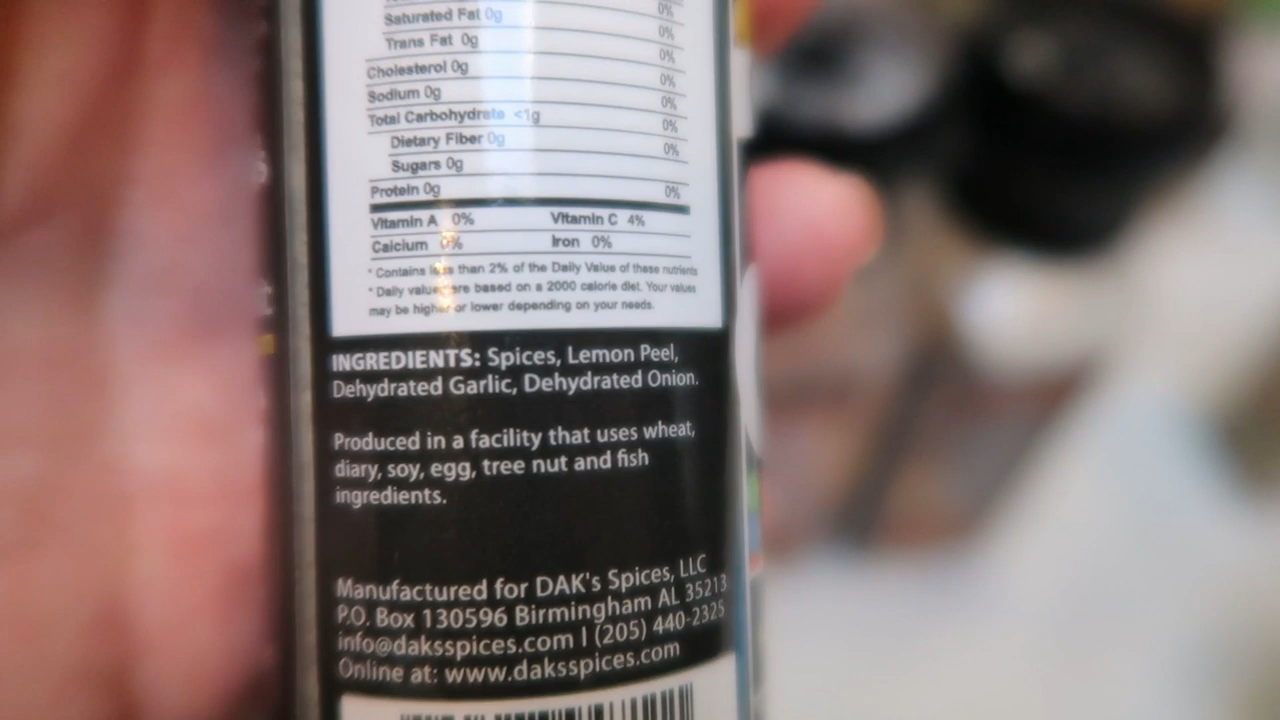 Saturated Fat 0g 0%
Trans Fat 0g 0%
Cholesterol 0g 0%
Sodium 0g 0%
Total Carbohydrate <1g 0%
Dietary Fiber 0g 0%
Sugars 0g 0%
Protein 0g 0%
Vitamin A 0% Vitamin C 4%
Calcium 0% Iron 0%
* Contains less than 2% of the Daily Value of these nutrients
* Daily values are based on a 2000 calorie diet. Your values
may be higher or lower depending on your needs.
INGREDIENTS: Spices, Lemon Peel,
Dehydrated Garlic, Dehydrated Onion.
Produced in a facility that uses wheat,
diary, soy, egg, tree nut and fish
ingredients.
Manufactured for DAK's Spices, LLC
P.O. Box 130596 Birmingham AL 35213
info@daksspices.com I (205) 440-2325
Online at: www.daksspices.com